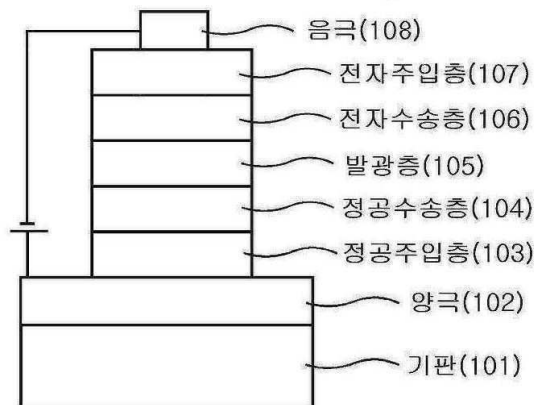 음극(108)
전자주입층(107)
전자수송층(106)
발광층(105)
정공수송층(104)
정공주입층(103)
양극(102)
기판(101)